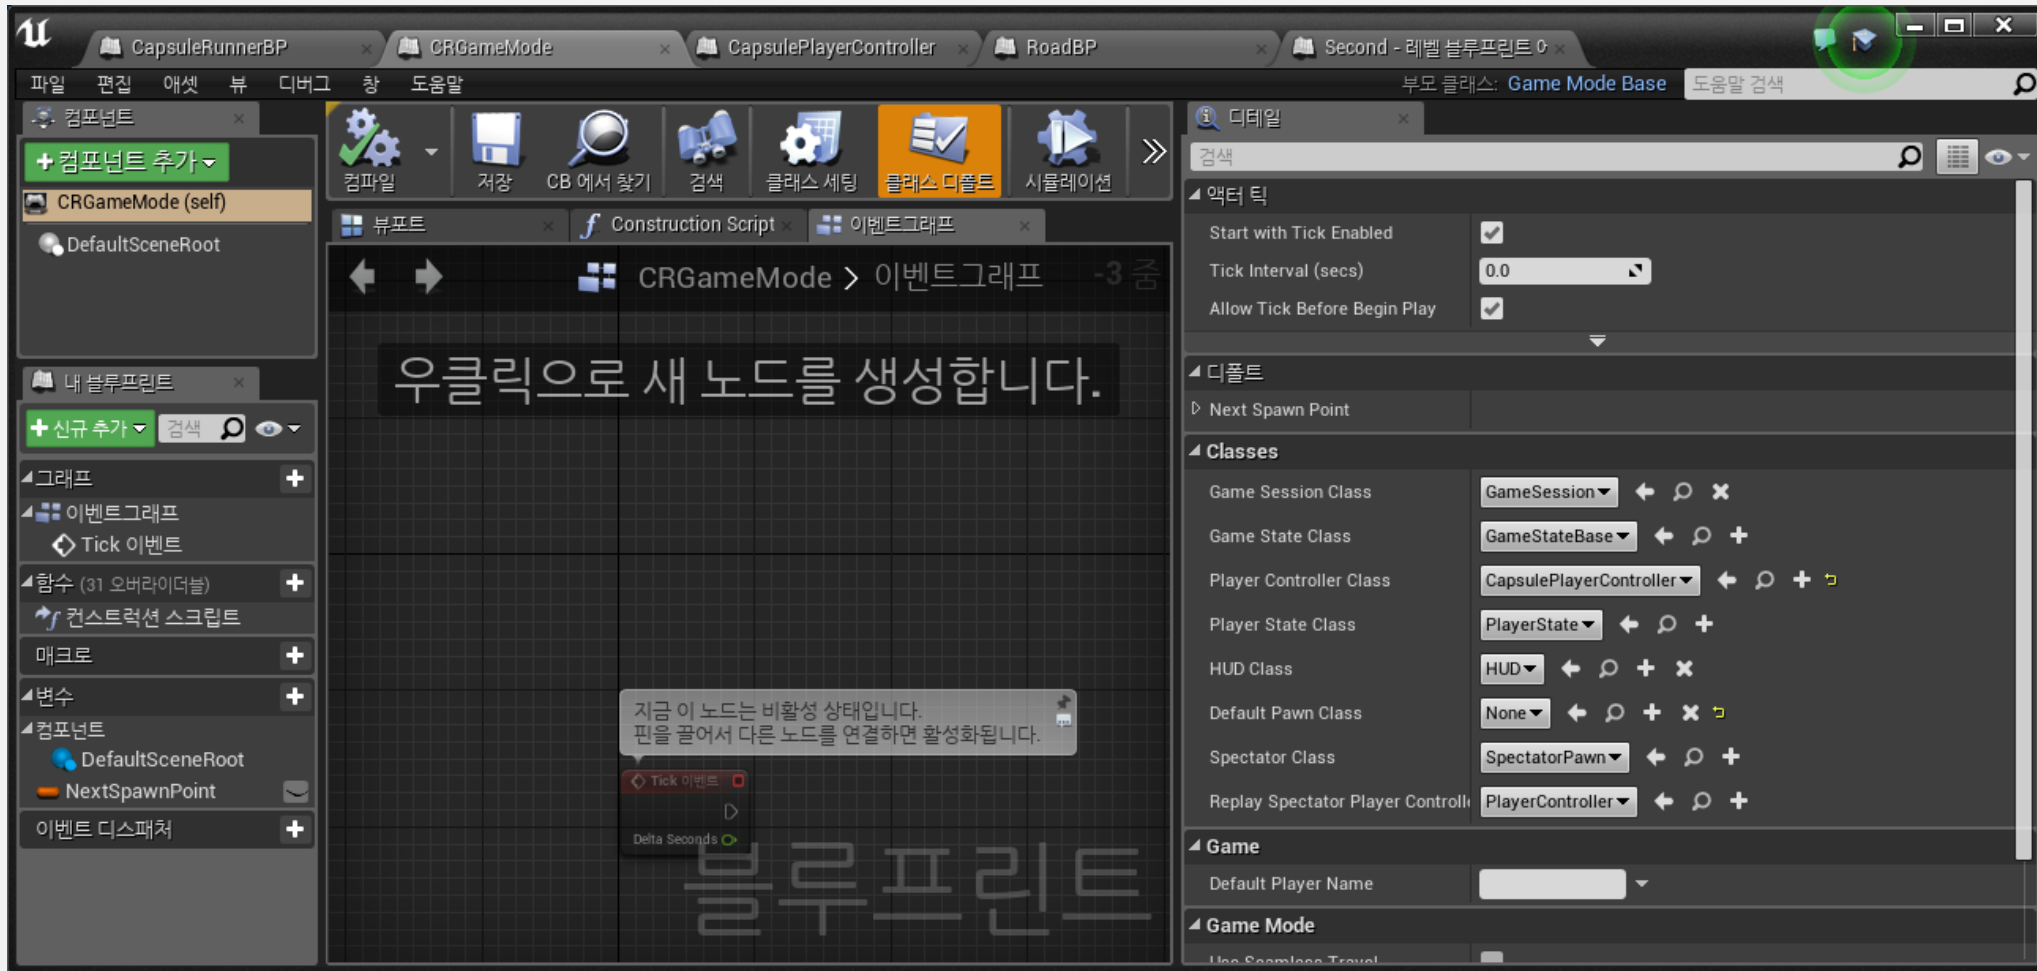 CapsuleRunnerBP
CRGameMode
CapsulePlayerController
RoadBP
Second - 레벨 블루프린트
파일 편집 애셋 뷰 디버그 창 도움말
부모 클래스: Game Mode Base
도움말 검색
컴포넌트
+컴포넌트 추가
CRGameMode (self)
DefaultSceneRoot
컴파일
저장
CB 에서 찾기
검색
클래스 세팅
클래스 디폴트
시뮬레이션
뷰포트
Construction Script
이벤트그래프
CRGameMode > 이벤트그래프
-3 줌
우클릭으로 새 노드를 생성합니다.
지금 이 노드는 비활성 상태입니다.
핀을 끌어서 다른 노드를 연결하면 활성화됩니다.
Tick 이벤트
Delta Seconds
블루프린트
내 블루프린트
+신규 추가
검색
그래프
이벤트그래프
Tick 이벤트
함수 (31 오버라이더블)
컨스트럭션 스크립트
매크로
변수
컴포넌트
DefaultSceneRoot
NextSpawnPoint
이벤트 디스패처
디테일
검색
액터 틱
Start with Tick Enabled
Tick Interval (secs) 0.0
Allow Tick Before Begin Play
디폴트
Next Spawn Point
Classes
Game Session Class GameSession
Game State Class GameStateBase
Player Controller Class CapsulePlayerController
Player State Class PlayerState
HUD Class HUD
Default Pawn Class None
Spectator Class SpectatorPawn
Replay Spectator Player PlayerController
Game
Default Player Name
Game Mode
Use Seamless Travel